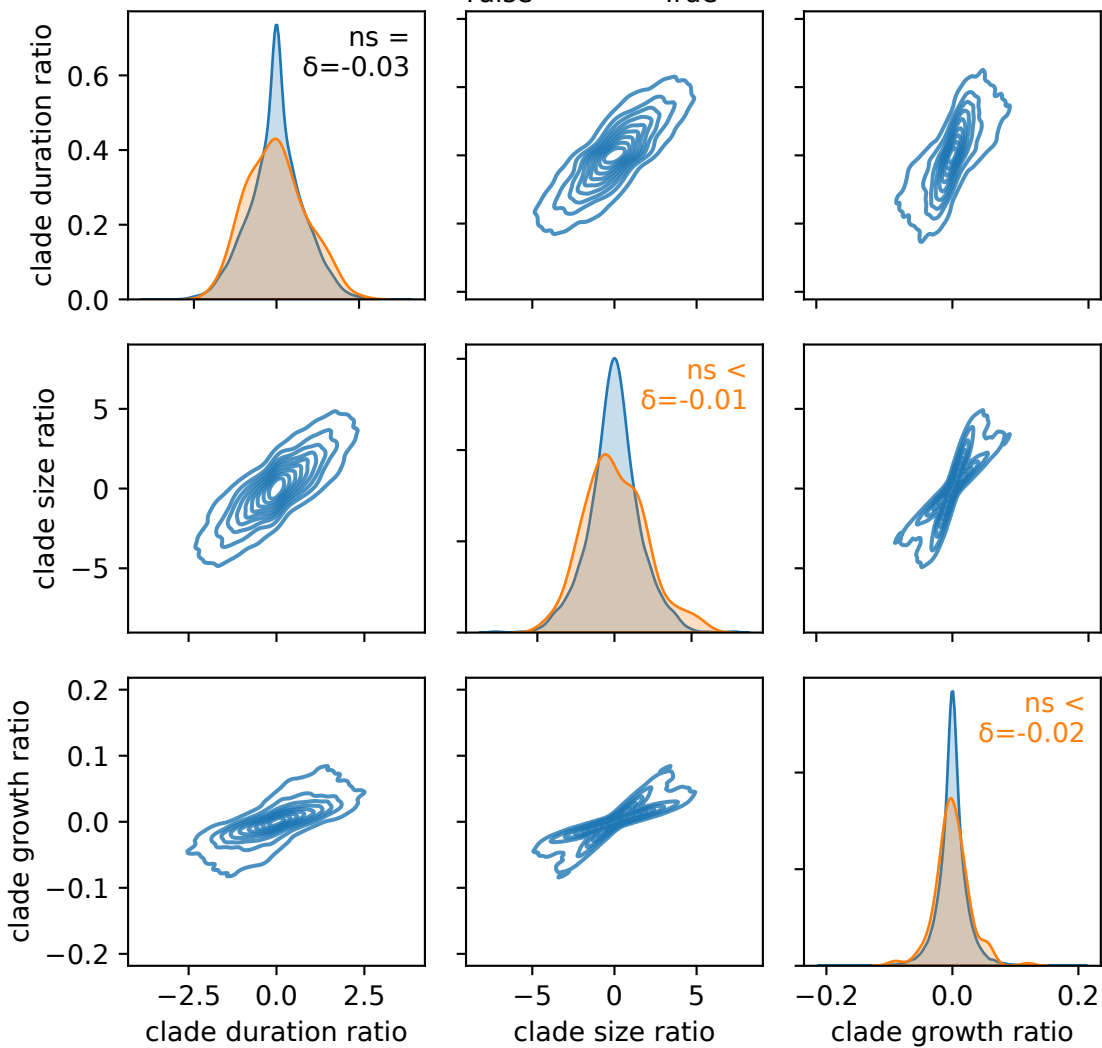 ns =
δ=-0.03
clade duration ratio
0.6
0.4
0.2
0.0
ns <
δ=-0.01
clade size ratio
5
0
−5
ns <
δ=-0.02
clade growth ratio
0.2
0.1
0.0
−0.1
−0.2
−2.5 0.0 2.5
−5 0 5
−0.2 0.0 0.2
clade duration ratio
clade size ratio
clade growth ratio